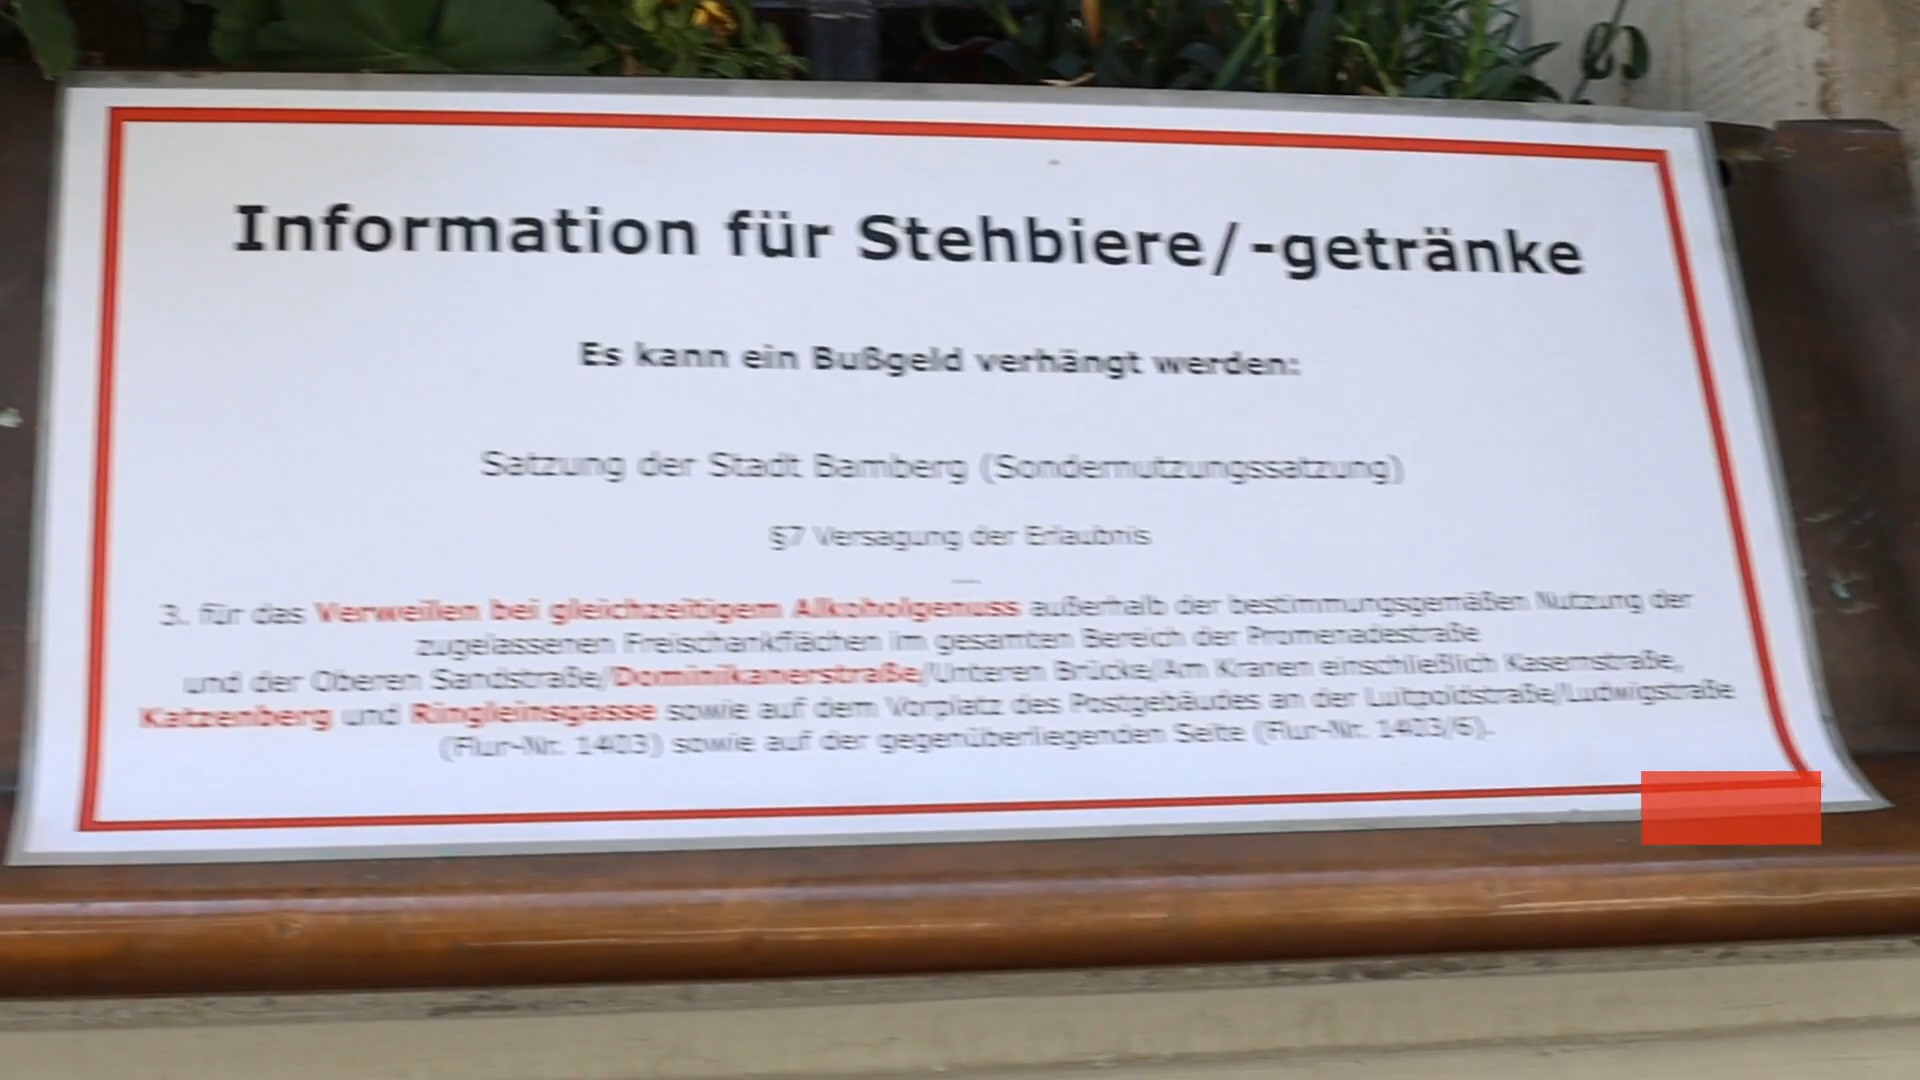 Information für Stehbiere/-getränke
Es kann ein Bußgeld verhängt werden:
Satzung der Stadt Bamberg (Sondernutzungssatzung)
§7 Versagung der Erlaubnis
3. für das Verweilen bei gleichzeitigem Alkoholgenuss außerhalb der bestimmungsgemäßen Nutzung der
zugelassenen Freischankflächen im gesamten Bereich der Promenadestraße
und der Oberen Sandstraße/Dominikanerstraße/Unteren Brücke/Am Kranen einschließlich Kasernstraße,
Katzenberg und Ringleinsgasse sowie auf dem Vorplatz des Postgebäudes an der Luitpoldstraße/Ludwigstraße
(Flur-Nr. 1403) sowie auf der gegenüberliegenden Seite (Flur-Nr. 1403/6).